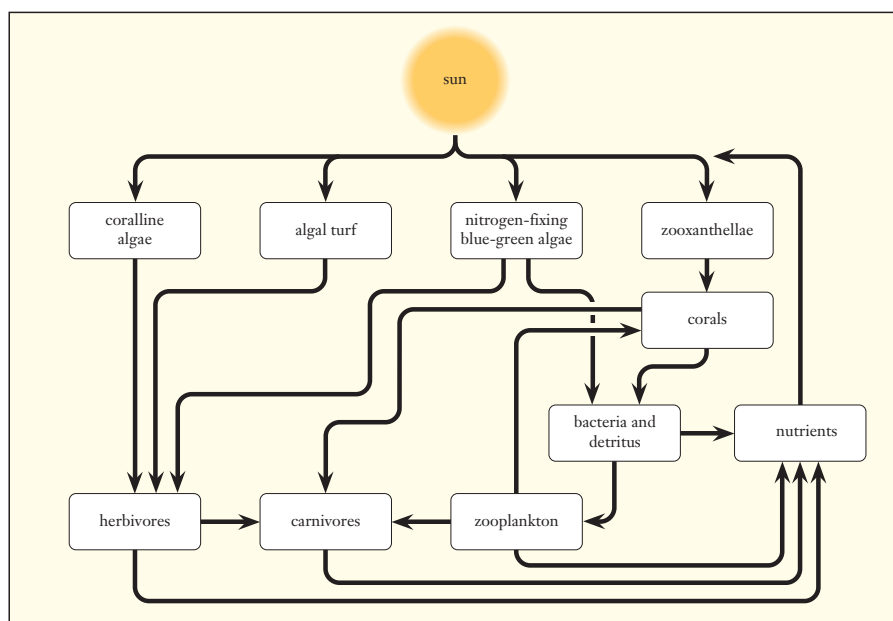 sun
coralline
algae
algal turf
nitrogen-fixing
blue-green algae
zooxanthellae
corals
bacteria and
detritus
nutrients
herbivores
carnivores
zooplankton